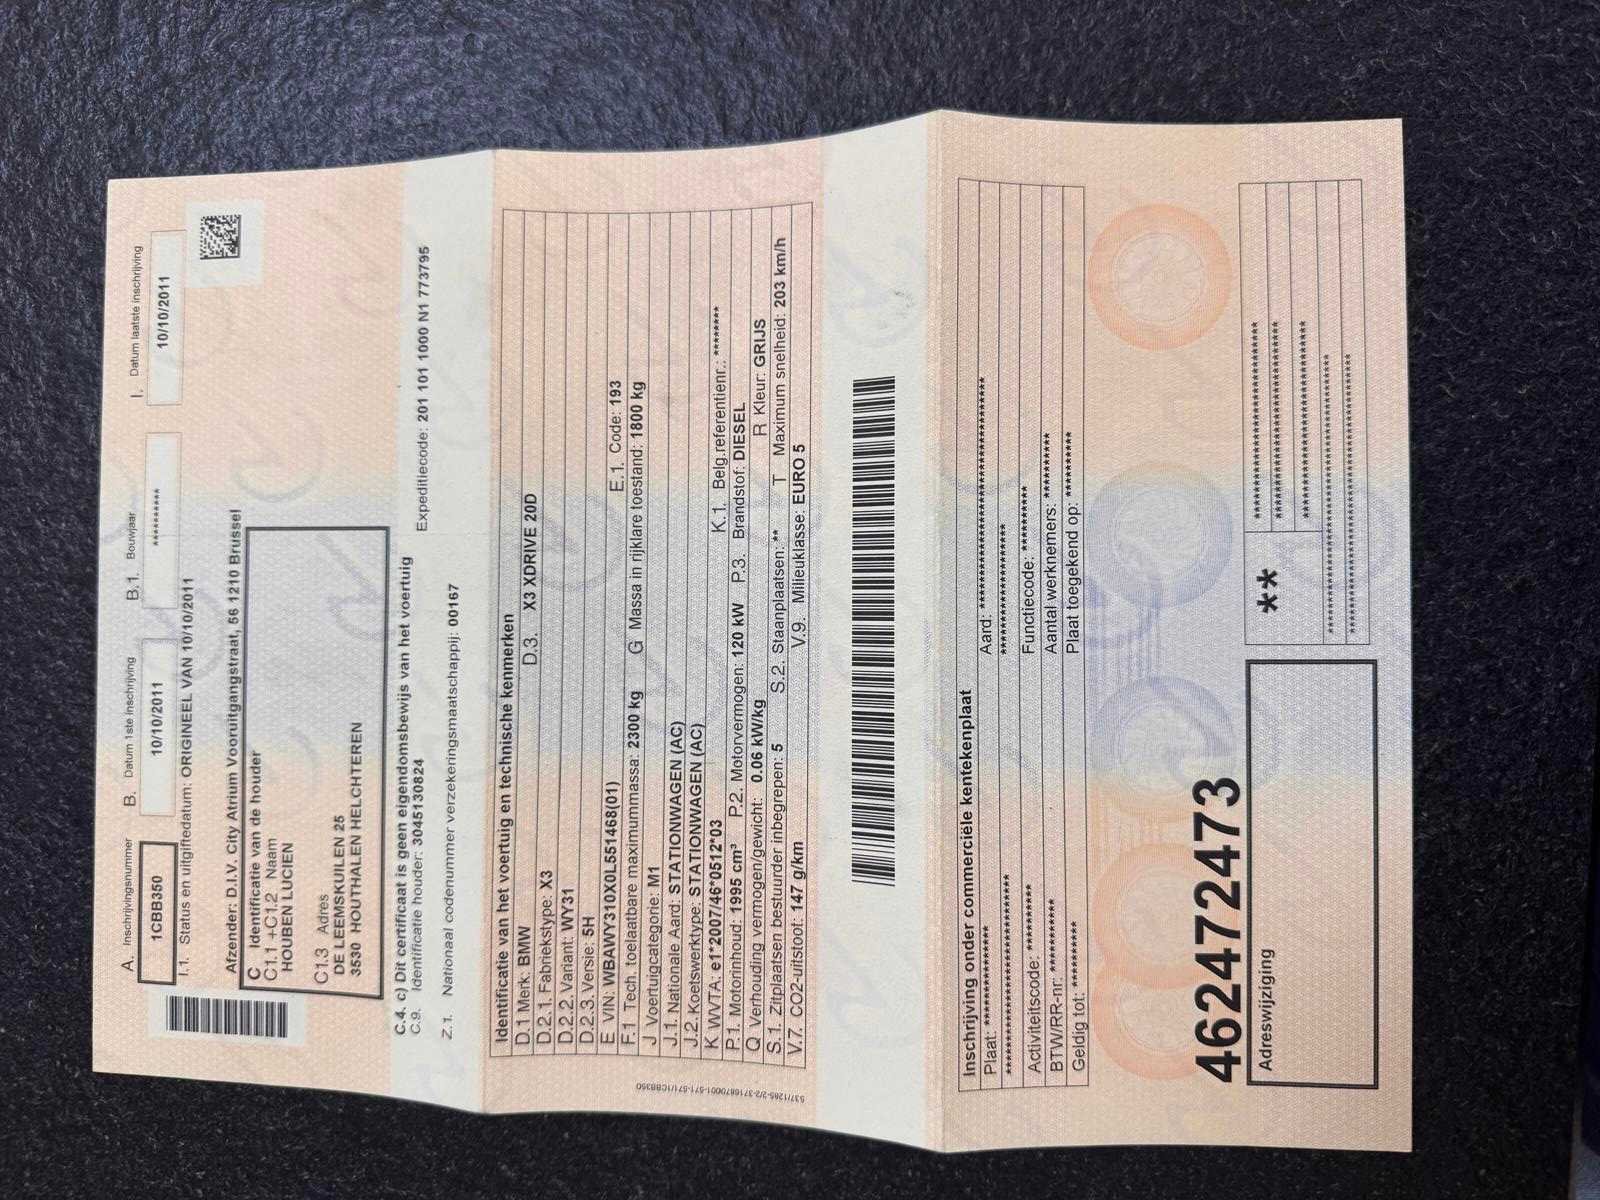 A. Inschrijvingsnummer B. Datum 1ste inschrijving B.1. Bouwjaar I. Datum laatste inschrijving
1CBB350 10/10/2011 ********* 10/10/2011
I.1. Status en uitgiftedatum: ORIGINEEL VAN 10/10/2011
Afzender: D.I.V. City Atrium Vooruitgangstraat, 56 1210 Brussel
C Identificatie van de houder
C1.1 +C1.2 Naam
HOUBEN LUCIEN
C1.3 Adres
DE LEEMSKUILEN 25
3530 HOUTHALEN HELCHTEREN
C.4. c) Dit certificaat is geen eigendomsbewijs van het voertuig
C.9. Identificatie houder: 3045130824 Expeditiecode: 201 101 1000 N1 773795
Z.1. Nationaal codenummer verzekeringsmaatschappij: 00167
Identificatie van het voertuig en technische kenmerken
D.1 Merk: BMW D.3. X3 XDRIVE 20D
D.2.1. Fabriekstype: X3
D.2.2. Variant: WY31
D.2.3. Versie: 5H
E VIN: WBAWY310X0L551468(01) E.1. Code: 193
F.1 Tech. toelaatbare maximummassa: 2300 kg G Massa in rijklare toestand: 1800 kg
J Voertuigcategorie: M1
J.1. Nationale Aard: STATIONWAGEN (AC)
J.2. Koetswerktype: STATIONWAGEN (AC)
K WVTA: e1*2007/46*0512*03 K.1. Belg.referentienr.: ********
P.1. Motorinhoud: 1995 cm³ P.2. Motorvermogen: 120 kW P.3. Brandstof: DIESEL
Q Verhouding vermogen/gewicht: 0.06 kW/kg R Kleur: GRIJS
S.1. Zitplaatsen bestuurder inbegrepen: 5 S.2. Staanplaatsen: ** T Maximum snelheid: 203 km/h
V.7. CO2-uitstoot: 147 g/km V.9. Milieuklasse: EURO 5
Inschrijving onder commerciële kentekenplaat
Plaat: ************** Aard: ************************************
Activiteitscode: ********* Functiecode: *********
BTW/RR-nr: ********* Aantal werknemers: *********
Geldig tot: ********* Plaat toegekend op: *********
462472473
Adreswijziging
**